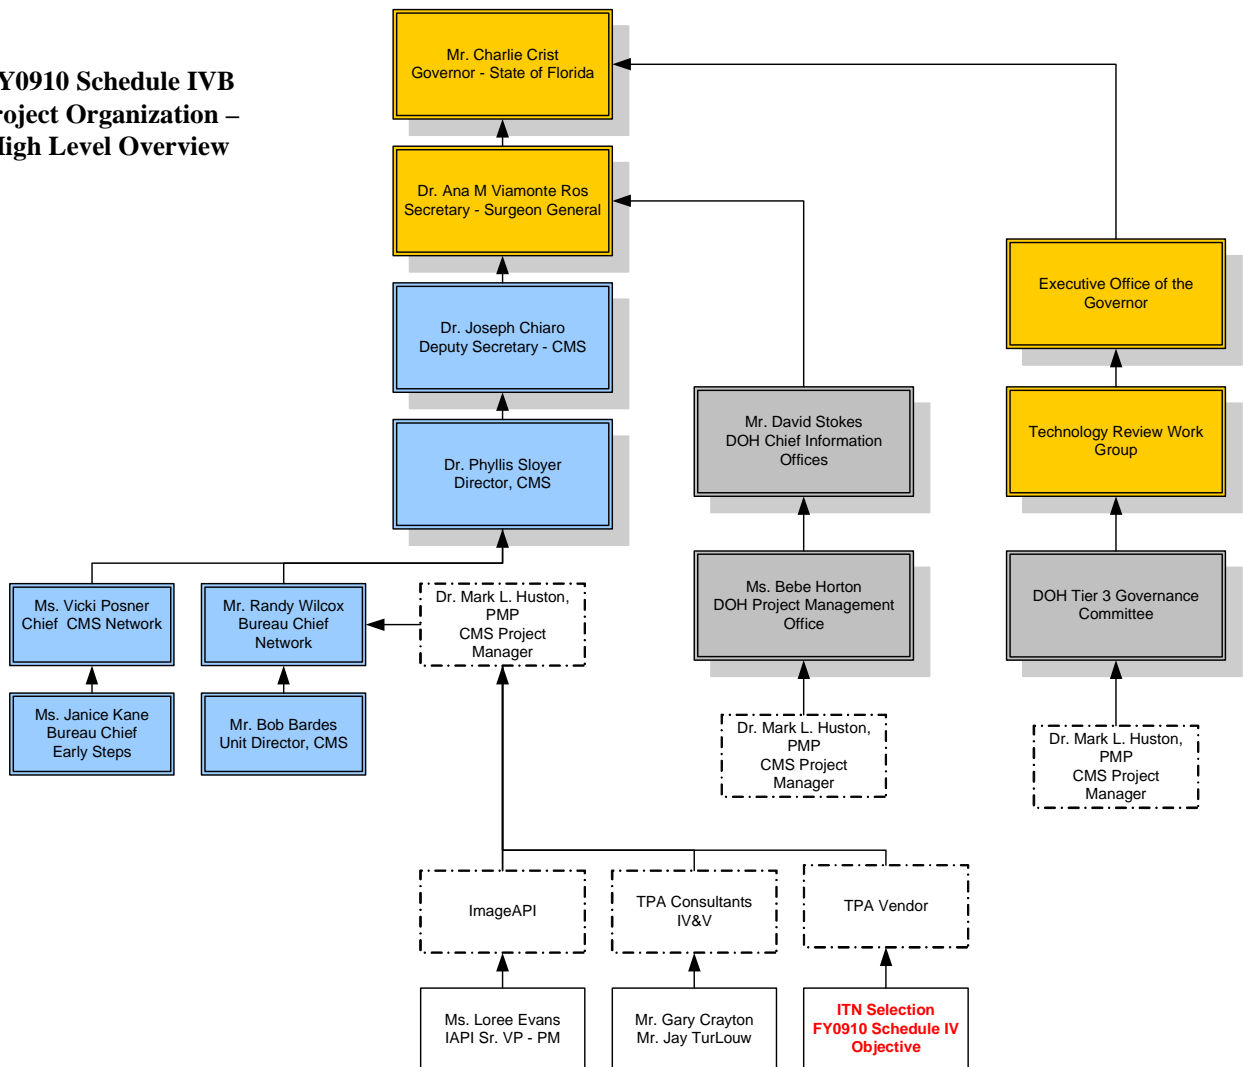 Y0910 Schedule IVB
roject Organization –
High Level Overview
Mr. Charlie Crist
Governor - State of Florida
Dr. Ana M Viamonte Ros
Secretary - Surgeon General
Executive Office of the
Governor
Dr. Joseph Chiaro
Deputy Secretary - CMS
Mr. David Stokes
DOH Chief Information
Offices
Technology Review Work
Group
Dr. Phyllis Sloyer
Director, CMS
Ms. Vicki Posner
Chief  CMS Network
Mr. Randy Wilcox
Bureau Chief
Network
Dr. Mark L. Huston,
PMP
CMS Project
Manager
Ms. Bebe Horton
DOH Project Management
Office
DOH Tier 3 Governance
Committee
Ms. Janice Kane
Bureau Chief
Early Steps
Mr. Bob Bardes
Unit Director, CMS
Dr. Mark L. Huston,
PMP
CMS Project
Manager
Dr. Mark L. Huston,
PMP
CMS Project
Manager
ImageAPI
TPA Consultants
IV&V
TPA Vendor
Ms. Loree Evans
IAPI Sr. VP - PM
Mr. Gary Crayton
Mr. Jay TurLouw
ITN Selection
FY0910 Schedule IV
Objective